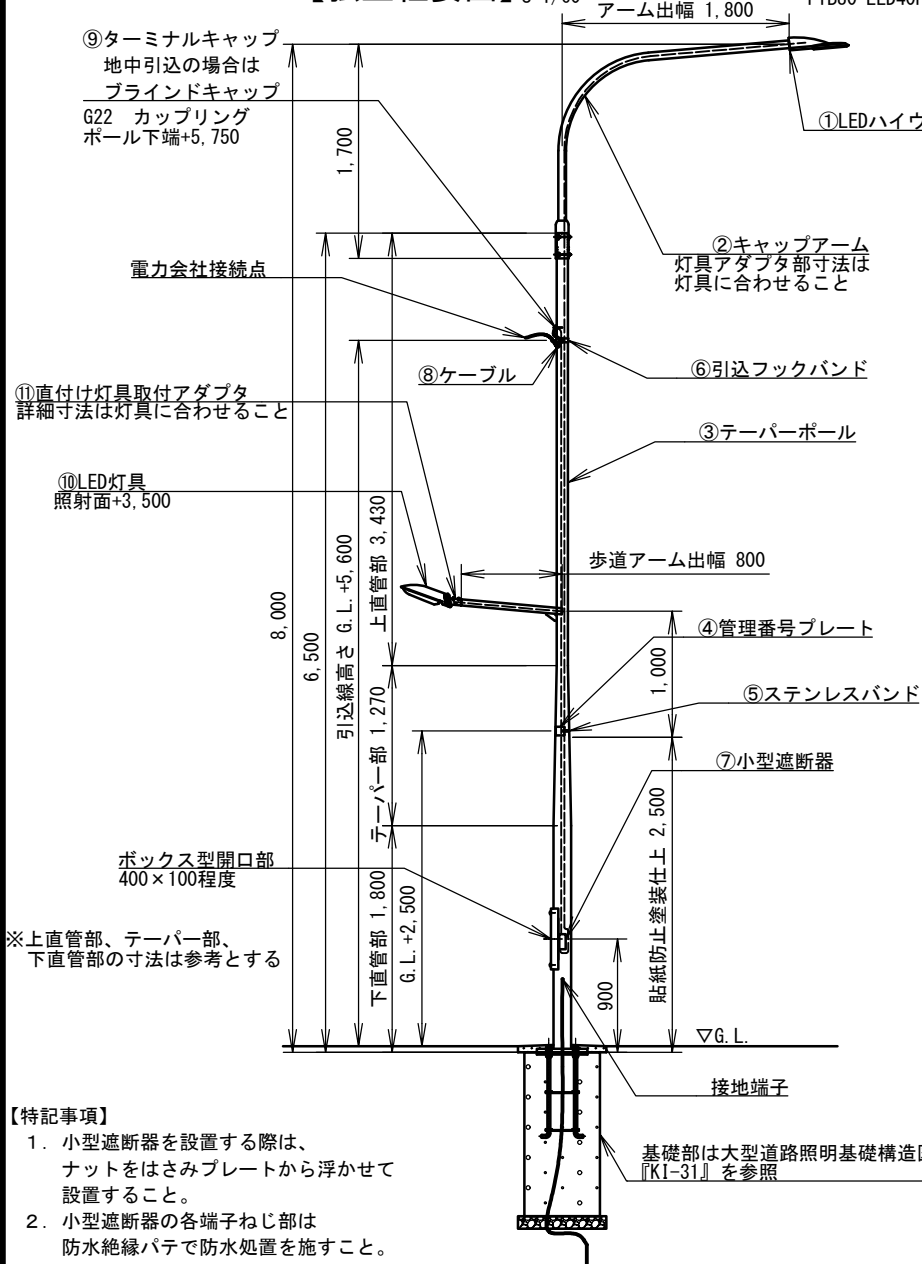 アーム出幅 1,800
⑨ターミナルキャップ
地中引込の場合は
ブラインドキャップ
G22 カップリング
ポール下端+5,750
①LEDハイウ
1,700
②キャップアーム
灯具アダプタ部寸法は
灯具に合わせること
電力会社接続点
⑧ケーブル
⑥引込フックバンド
⑪直付け灯具取付アダプタ
詳細寸法は灯具に合わせること
③テーパーポール
⑩LED灯具
照射面+3,500
歩道アーム出幅 800
8,000
6,500
引込線高さ G.L.+5,600
上直管部 3,430
④管理番号プレート
1,000
⑤ステンレスバンド
テーパー部 1,270
⑦小型遮断器
貼紙防止塗装仕上 2,500
ボックス型開口部
400×100程度
下直管部 1,800
G.L.+2,500
※上直管部、テーパー部、
下直管部の寸法は参考とする
900
▽G.L.
接地端子
【特記事項】
1. 小型遮断器を設置する際は、
ナットをはさみプレートから浮かせて
設置すること。
2. 小型遮断器の各端子ねじ部は
防水絶縁パテで防水処置を施すこと。
基礎部は大型道路照明基礎構造図
『KI-31』を参照